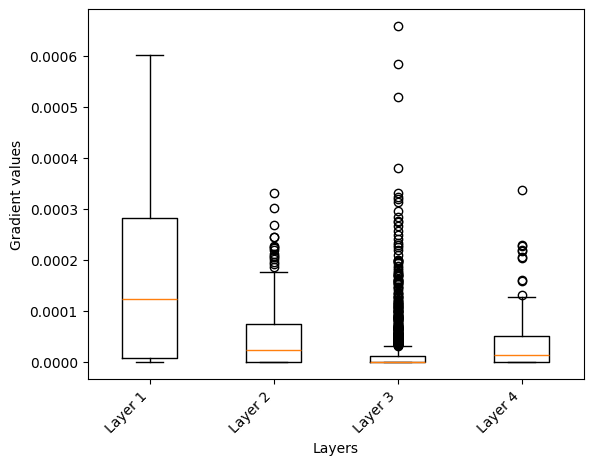 0.0006
0.0005
0.0004
0.0003
0.0002
0.0001
0.0000
Gradient values
Layer 1
Layer 2
Layer 3
Layer 4
Layers